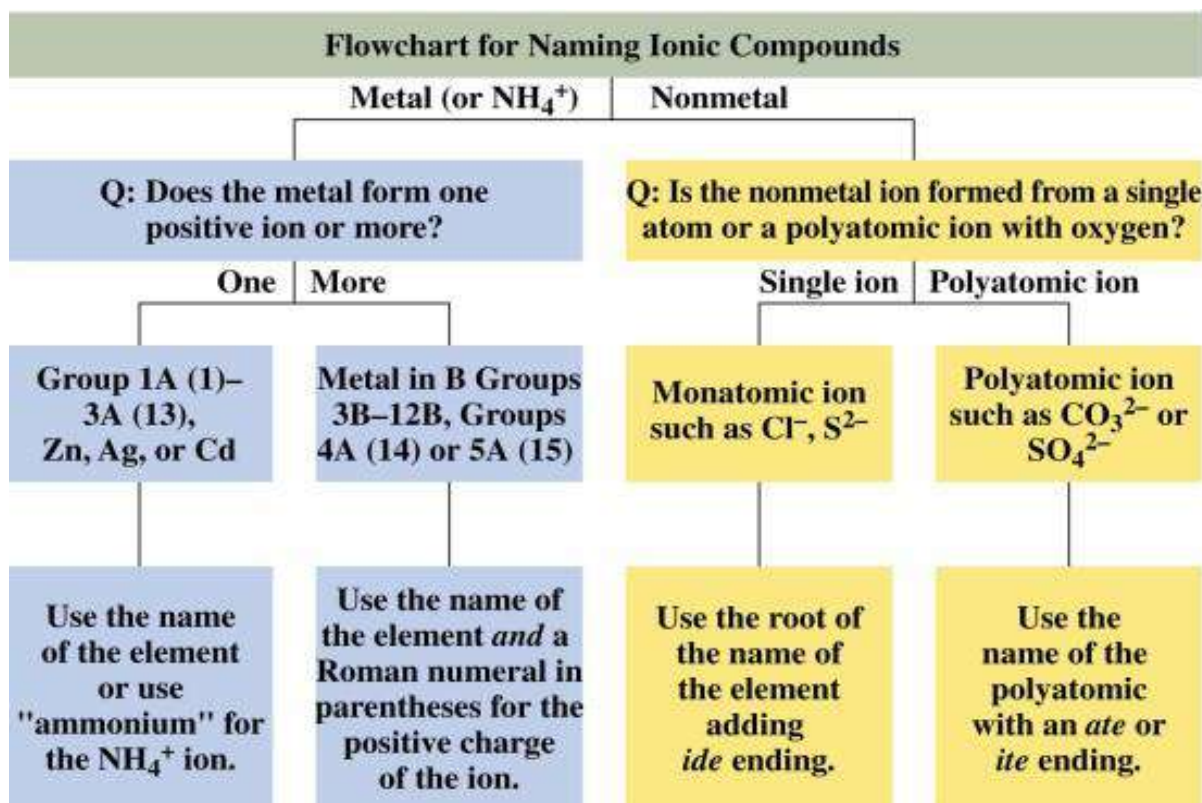 Flowchart for Naming Ionic Compounds
Metal (or NH₄⁺) Nonmetal
Q: Does the metal form one
positive ion or more?
Q: Is the nonmetal ion formed from a single
atom or a polyatomic ion with oxygen?
One More
Single ion Polyatomic ion
Group 1A (1)–
3A (13),
Zn, Ag, or Cd
Metal in B Groups
3B–12B, Groups
4A (14) or 5A (15)
Monatomic ion
such as Cl⁻, S²⁻
Polyatomic ion
such as CO₃²⁻ or
SO₄²⁻
Use the name
of the element
or use
"ammonium" for
the NH₄⁺ ion.
Use the name of
the element and a
Roman numeral in
parentheses for the
positive charge
of the ion.
Use the root of
the name of
the element
adding
ide ending.
Use the
name of the
polyatomic
with an ate or
ite ending.